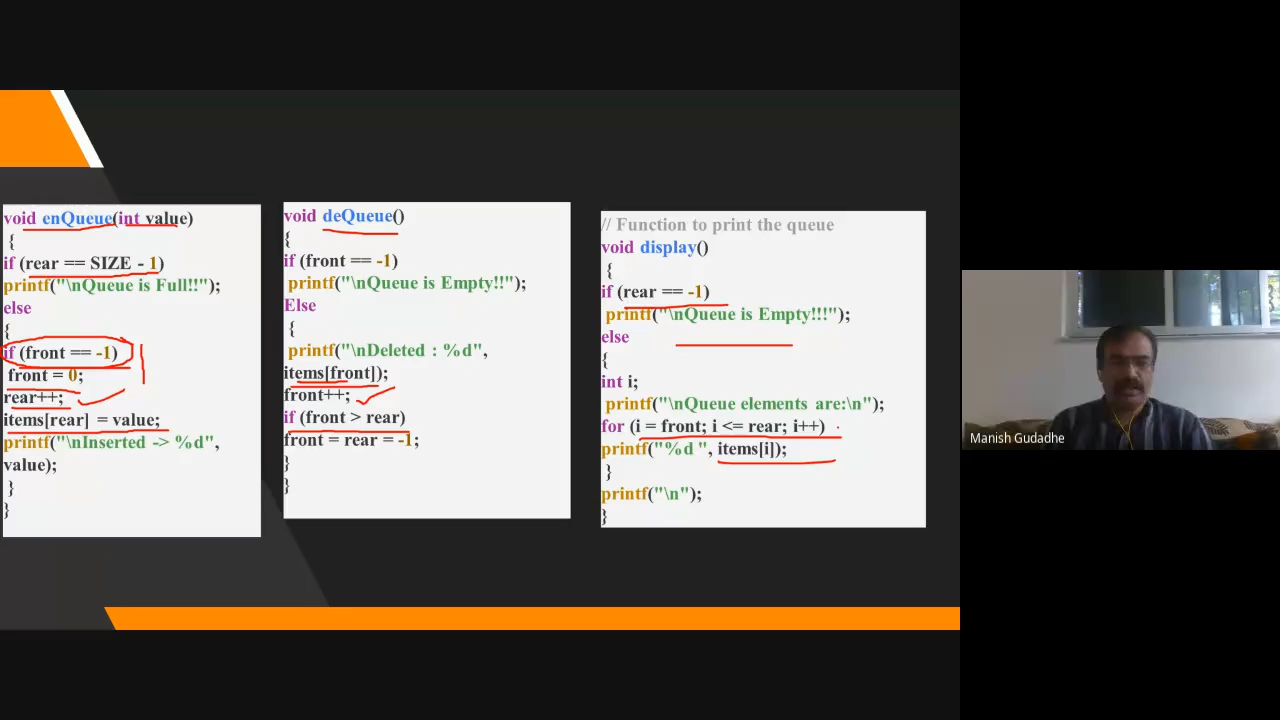 void enQueue(int value)
{
if (rear == SIZE - 1)
printf("\nQueue is Full!!");
else
{
if (front == -1)
front = 0;
rear++;
items[rear] = value;
printf("\nInserted -> %d",
value);
}
}
void deQueue()
{
if (front == -1)
printf("\nQueue is Empty!!");
Else
{
printf("\nDeleted : %d",
items[front]);
front++;
if (front > rear)
front = rear = -1;
}
}
// Function to print the queue
void display()
{
if (rear == -1)
printf("\nQueue is Empty!!!");
else
{
int i;
printf("\nQueue elements are:\n");
for (i = front; i <= rear; i++)
printf("%d ", items[i]);
}
printf("\n");
}
Manish Gudadhe